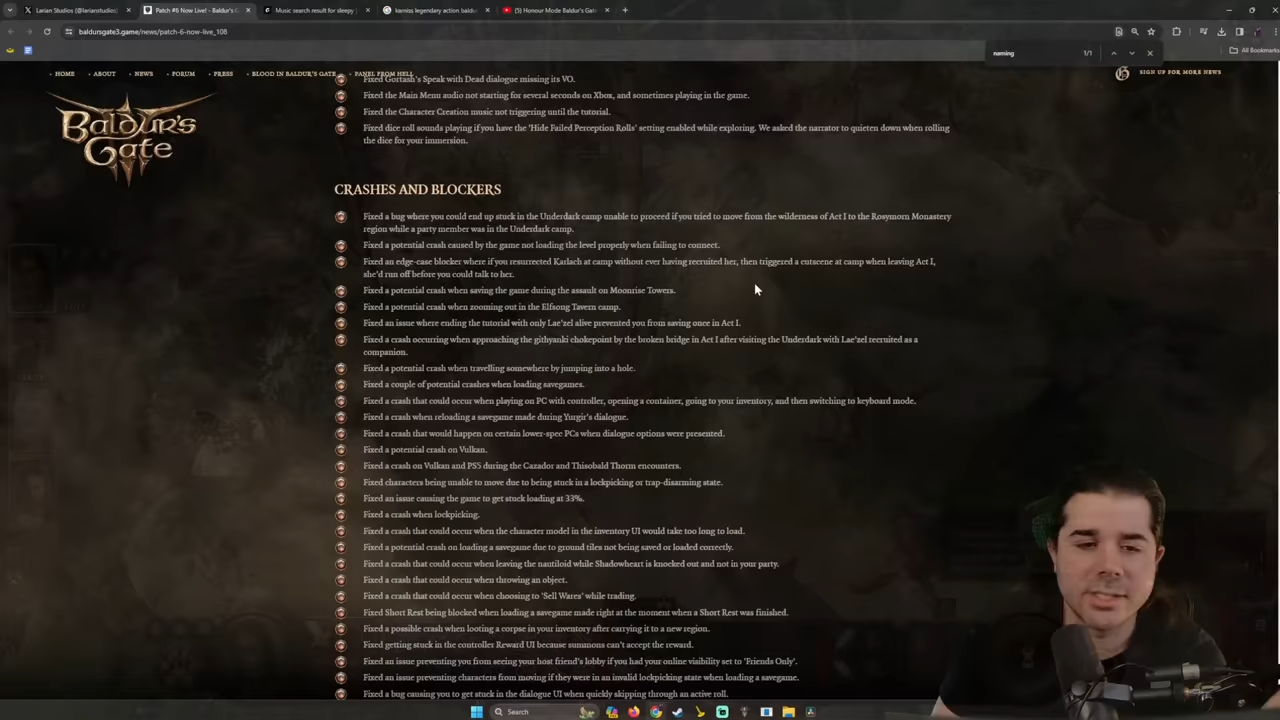 Larian Studios (@larianstudios)
Patch #6 Now Live! - Baldur's G
Music search result for sleepy
karniss legendary action baldu
(5) Honour Mode Baldur's Gate
baldursgate3.game/news/patch-6-now-live_108
naming
1/1
All Bookmarks
HOME
ABOUT
NEWS
FORUM
PRESS
BLOOD IN BALDUR'S GATE
PANEL FROM HELL
SIGN UP FOR MORE NEWS
BALDUR'S GATE
Fixed Gortash's Speak with Dead dialogue missing its VO.
Fixed the Main Menu audio not starting for several seconds on Xbox, and sometimes playing in the game.
Fixed the Character Creation music not triggering until the tutorial.
Fixed dice roll sounds playing if you have the 'Hide Failed Perception Rolls' setting enabled while exploring. We asked the narrator to quieten down when rolling
the dice for your immersion.
CRASHES AND BLOCKERS
Fixed a bug where you could end up stuck in the Underdark camp unable to proceed if you tried to move from the wilderness of Act I to the Rosymorn Monastery
region while a party member was in the Underdark camp.
Fixed a potential crash caused by the game not loading the level properly when failing to connect.
Fixed an edge-case blocker where if you resurrected Karlach at camp without ever having recruited her, then triggered a cutscene at camp when leaving Act I,
she'd run off before you could talk to her.
Fixed a potential crash when saving the game during the assault on Moonrise Towers.
Fixed a potential crash when zooming out in the Elfsong Tavern camp.
Fixed an issue where ending the tutorial with only Lae'zel alive prevented you from saving once in Act I.
Fixed a crash occurring when approaching the githyanki chokepoint by the broken bridge in Act I after visiting the Underdark with Lae'zel recruited as a
companion.
Fixed a potential crash when travelling somewhere by jumping into a hole.
Fixed a couple of potential crashes when loading savegames.
Fixed a crash that could occur when playing on PC with controller, opening a container, going to your inventory, and then switching to keyboard mode.
Fixed a crash when reloading a savegame made during Yurgir's dialogue.
Fixed a crash that would happen on certain lower-spec PCs when dialogue options were presented.
Fixed a potential crash on Vulkan.
Fixed a crash on Vulkan and PS5 during the Cazador and Thisobald Thorm encounters.
Fixed characters being unable to move due to being stuck in a lockpicking or trap-disarming state.
Fixed an issue causing the game to get stuck loading at 33%.
Fixed a crash when lockpicking.
Fixed a crash that could occur when the character model in the inventory UI would take too long to load.
Fixed a potential crash on loading a savegame due to ground tiles not being saved or loaded correctly.
Fixed a crash that could occur when leaving the nautiloid while Shadowheart is knocked out and not in your party.
Fixed a crash that could occur when throwing an object.
Fixed a crash that could occur when choosing to 'Sell Wares' while trading.
Fixed Short Rest being blocked when loading a savegame made right at the moment when a Short Rest was finished.
Fixed a possible crash when looting a corpse in your inventory after carrying it to a new region.
Fixed getting stuck in the controller Reward UI because summons can't accept the reward.
Fixed an issue preventing you from seeing your host friend's lobby if you had your online visibility set to 'Friends Only'.
Fixed an issue preventing characters from moving if they were in an invalid lockpicking state when loading a savegame.
Fixed a bug causing you to get stuck in the dialogue UI when quickly skipping through an active roll.
Search